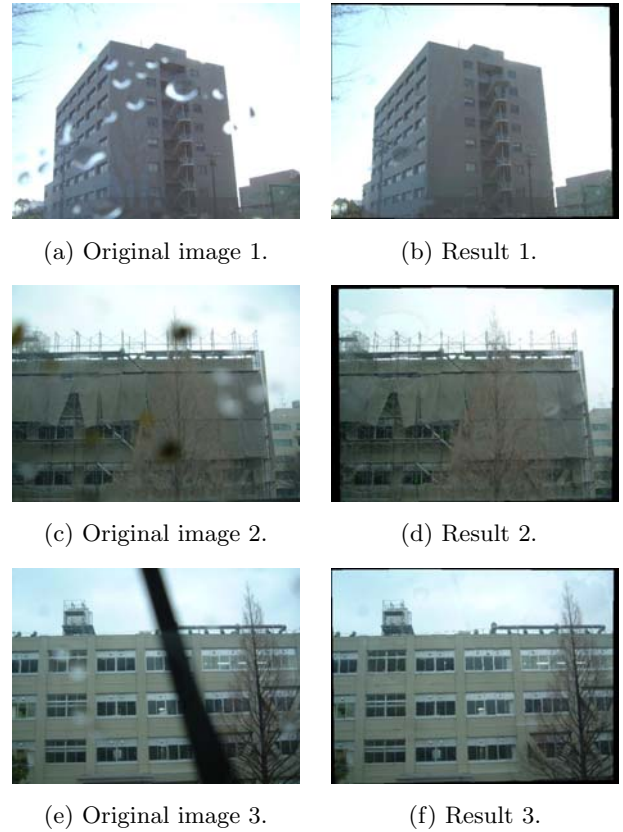 (a) Original image 1.
(b) Result 1.
(c) Original image 2.
(d) Result 2.
(e) Original image 3.
(f) Result 3.